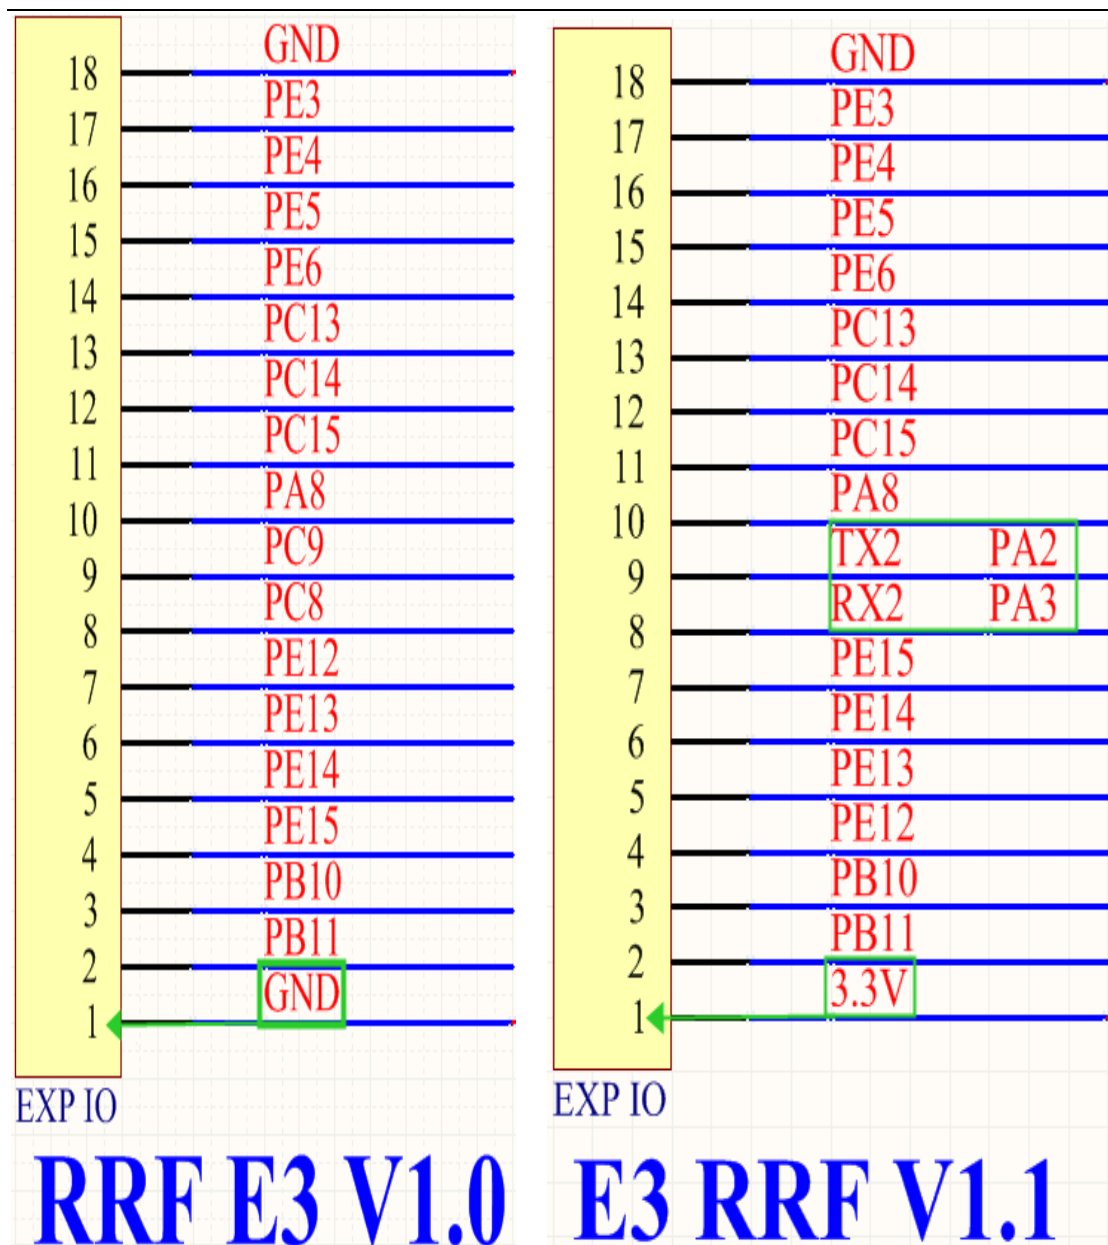 GND
18
PE3
17
PE4
16
PE5
15
PE6
14
PC13
13
PC14
12
PC15
11
PA8
10
PC9
9
PC8
8
PE12
7
PE13
6
PE14
5
PE15
4
PB10
3
PB11
2
GND
1
EXP IO
RRF E3 V1.0
GND
18
PE3
17
PE4
16
PE5
15
PE6
14
PC13
13
PC14
12
PC15
11
PA8
10
TX2 PA2
9
RX2 PA3
8
PE15
7
PE14
6
PE13
5
PE12
4
PB10
3
PB11
2
3.3V
1
EXP IO
E3 RRF V1.1